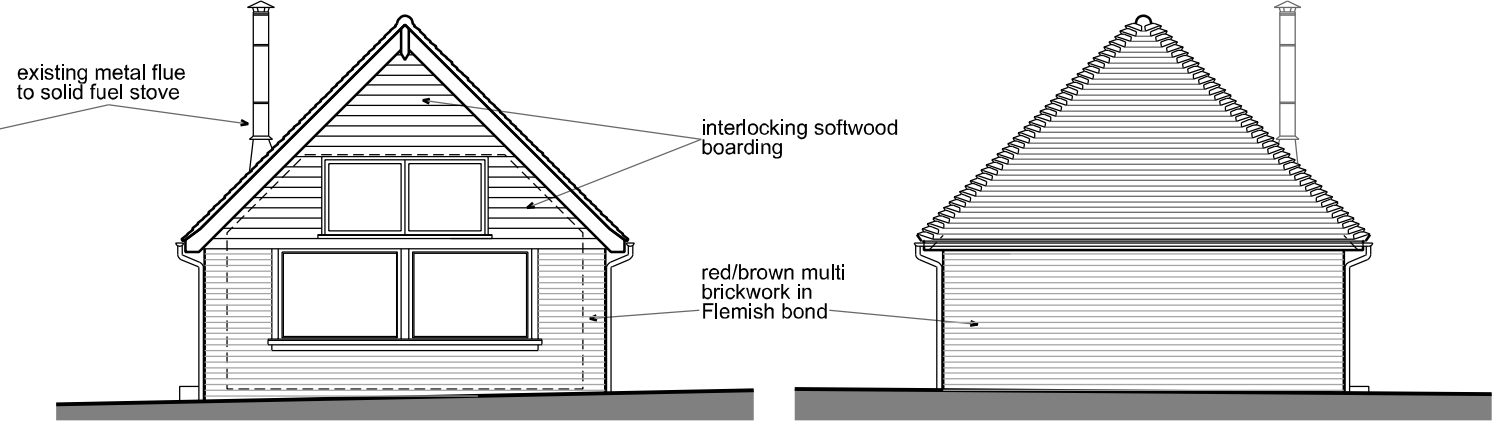 existing metal flue
to solid fuel stove
interlocking softwood
boarding
red/brown multi
brickwork in
Flemish bond